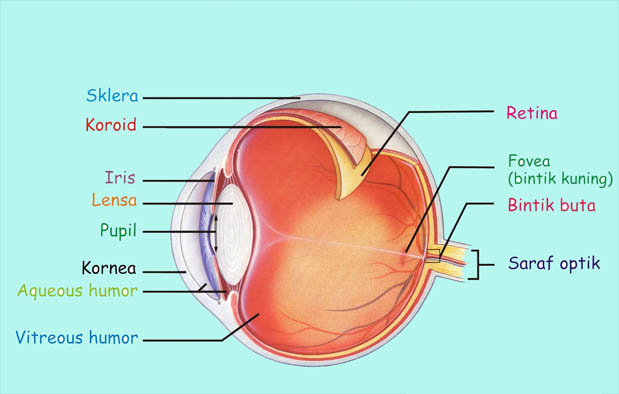 Sklera
Koroid
Iris
Lensa
Pupil
Kornea
Aqueous humor
Vitreous humor
Retina
Fovea
(bintik kuning)
Bintik buta
Saraf optik